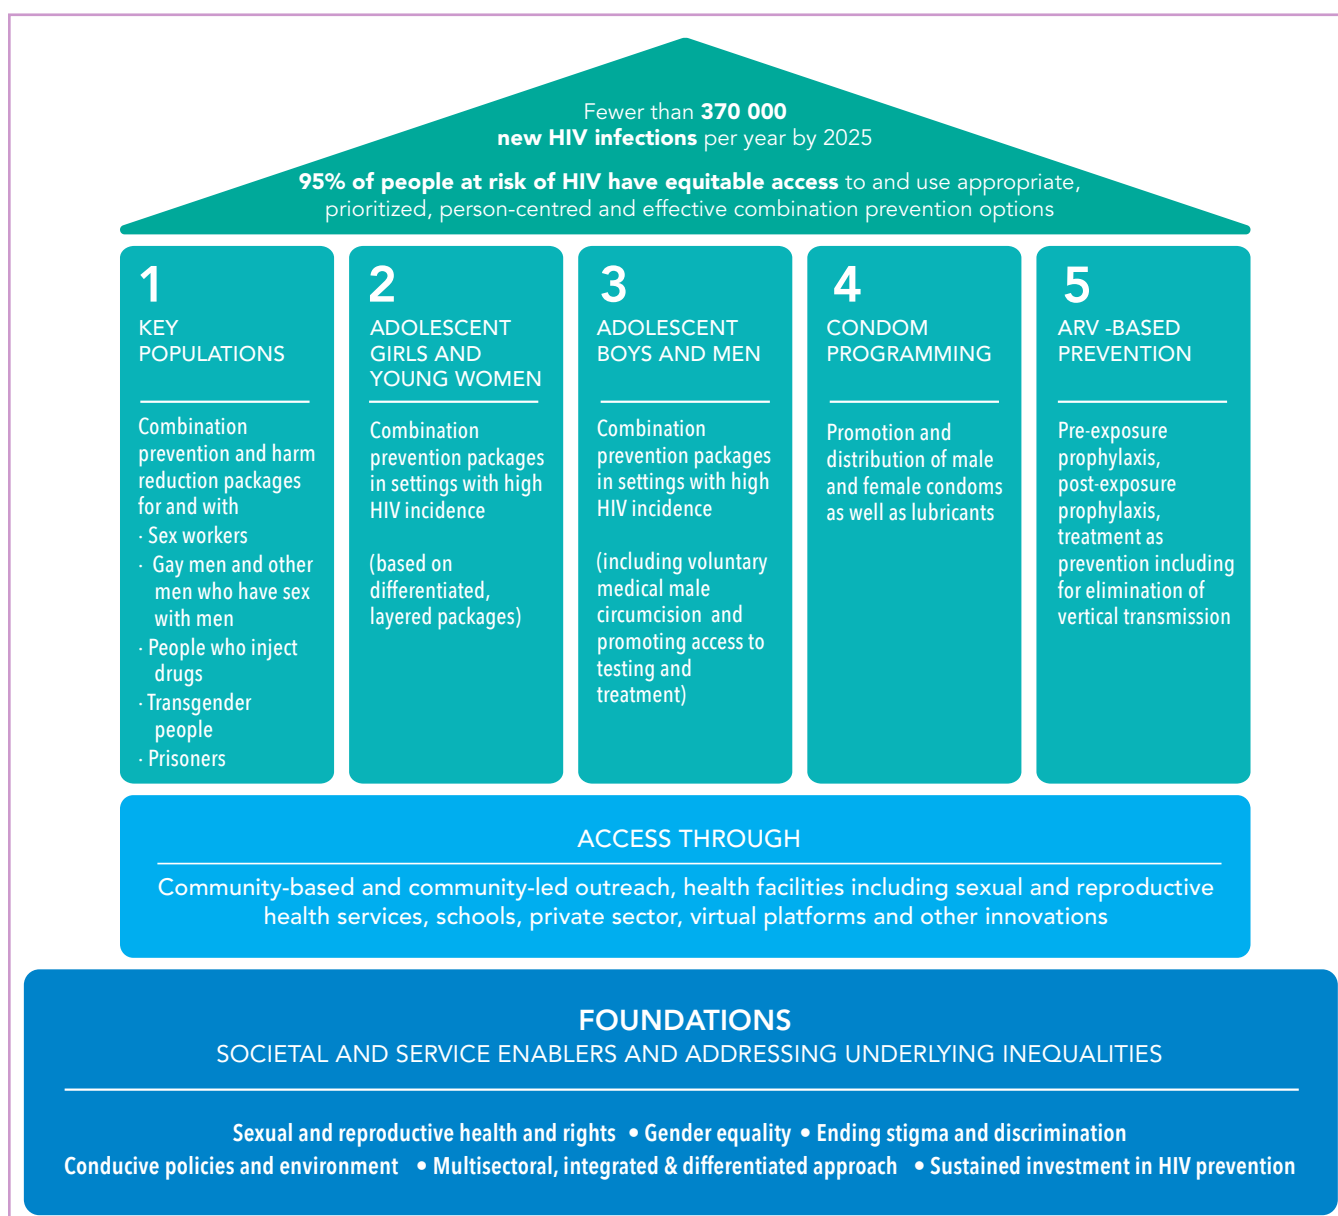 Fewer than 370 000
new HIV infections per year by 2025
95% of people at risk of HIV have equitable access to and use appropriate,
prioritized, person-centred and effective combination prevention options
1
KEY
POPULATIONS
Combination
prevention and harm
reduction packages
for and with
· Sex workers
· Gay men and other
men who have sex
with men
· People who inject
drugs
· Transgender
people
· Prisoners
2
ADOLESCENT
GIRLS AND
YOUNG WOMEN
Combination
prevention packages
in settings with high
HIV incidence
(based on
differentiated,
layered packages)
3
ADOLESCENT
BOYS AND MEN
Combination
prevention packages
in settings with high
HIV incidence
(including voluntary
medical male
circumcision and
promoting access to
testing and
treatment)
4
CONDOM
PROGRAMMING
Promotion and
distribution of male
and female condoms
as well as lubricants
5
ARV -BASED
PREVENTION
Pre-exposure
prophylaxis,
post-exposure
prophylaxis,
treatment as
prevention including
for elimination of
vertical transmission
ACCESS THROUGH
Community-based and community-led outreach, health facilities including sexual and reproductive
health services, schools, private sector, virtual platforms and other innovations
FOUNDATIONS
SOCIETAL AND SERVICE ENABLERS AND ADDRESSING UNDERLYING INEQUALITIES
Sexual and reproductive health and rights • Gender equality • Ending stigma and discrimination
Conducive policies and environment • Multisectoral, integrated & differentiated approach • Sustained investment in HIV prevention